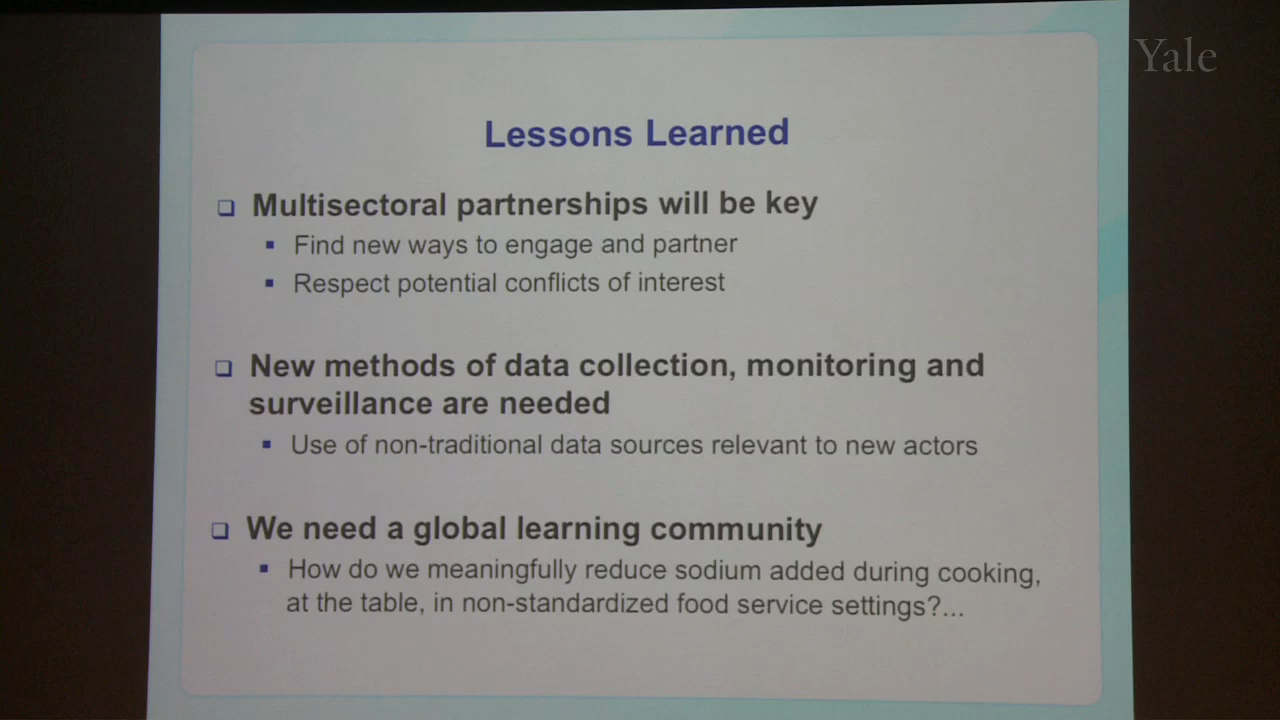 Yale
Lessons Learned
❑ Multisectoral partnerships will be key
▪ Find new ways to engage and partner
▪ Respect potential conflicts of interest
❑ New methods of data collection, monitoring and
surveillance are needed
▪ Use of non-traditional data sources relevant to new actors
❑ We need a global learning community
▪ How do we meaningfully reduce sodium added during cooking,
at the table, in non-standardized food service settings?...